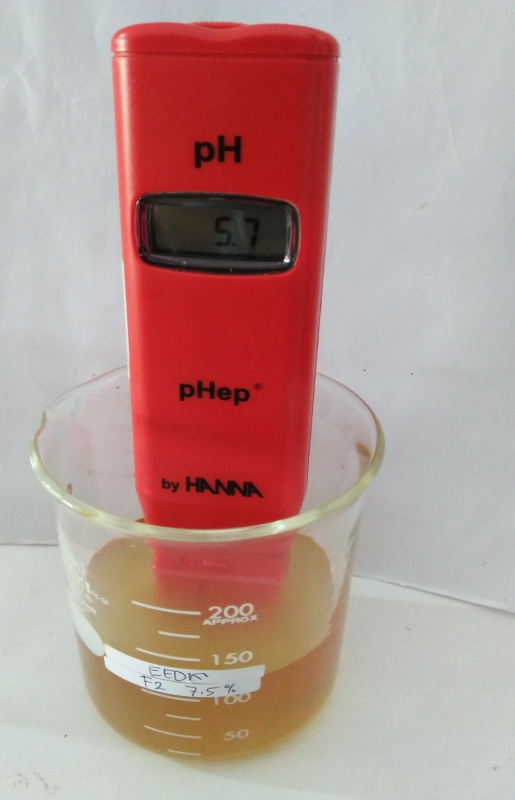 pH
5.7
pHep®
by HANNA
200
APPROX
150
EEDK
F2 7.5%
100
50